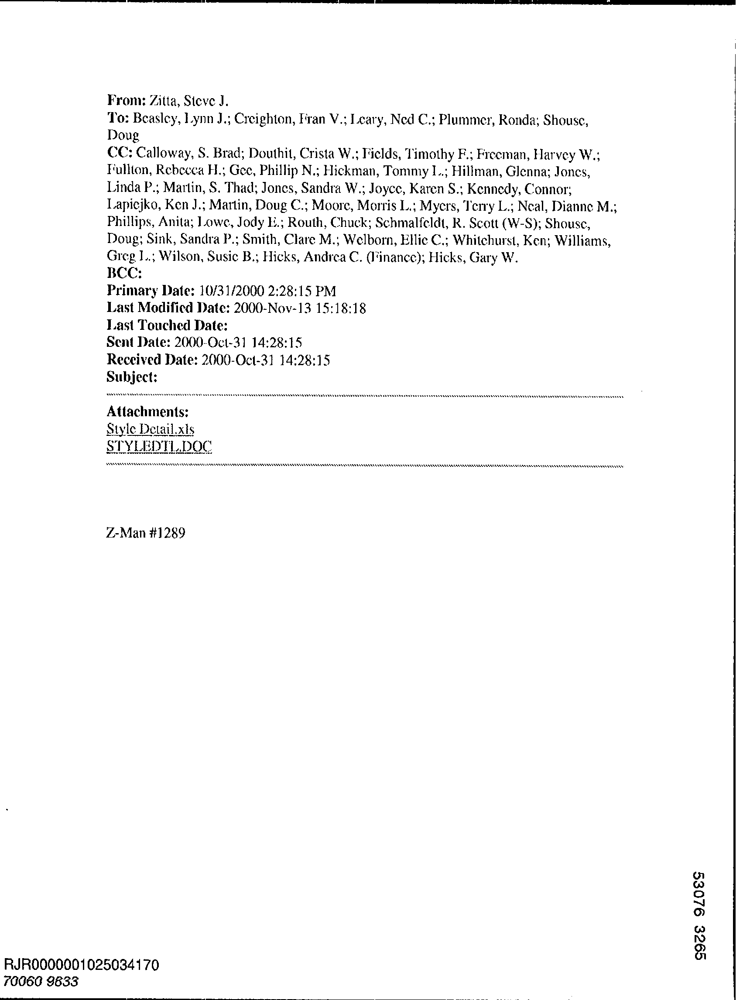 From: Zitta, Steve J.
To: Beasley, Lynn J.; Creighton, Fran V.; Leary, Ned C.; Plummer, Ronda; Shouse,
Doug
CC: Calloway, S. Brad; Douthit, Crista W.; Fields, Timothy F.; Freeman, Harvey W.;
Fullton, Rebecca H.; Gee, Phillip N.; Hickman, Tommy L.; Hillman, Glenna; Jones,
Linda P.; Martin, S. Thad; Jones, Sandra W.; Joyce, Karen S.; Kennedy, Connor;
Lapiejko, Ken J.; Martin, Doug C.; Moore, Morris L.; Myers, Terry L.; Neal, Dianne M.;
Phillips, Anita; Lowe, Jody E.; Routh, Chuck; Schmalfeldt, R. Scott (W-S); Shouse,
Doug; Sink, Sandra P.; Smith, Clare M.; Welborn, Ellie C.; Whitehurst, Ken; Williams,
Greg L.; Wilson, Susie B.; Hicks, Andrea C. (Finance); Hicks, Gary W.
BCC:
Primary Date: 10/31/2000 2:28:15 PM
Last Modified Date: 2000-Nov-13 15:18:18
Last Touched Date:
Sent Date: 2000-Oct-31 14:28:15
Received Date: 2000-Oct-31 14:28:15
Subject:
Attachments:
Style Detail.xls
STYLEDTL.DOC
Z-Man #1289
53076 3265
RJR0000001025034170
70060 9833